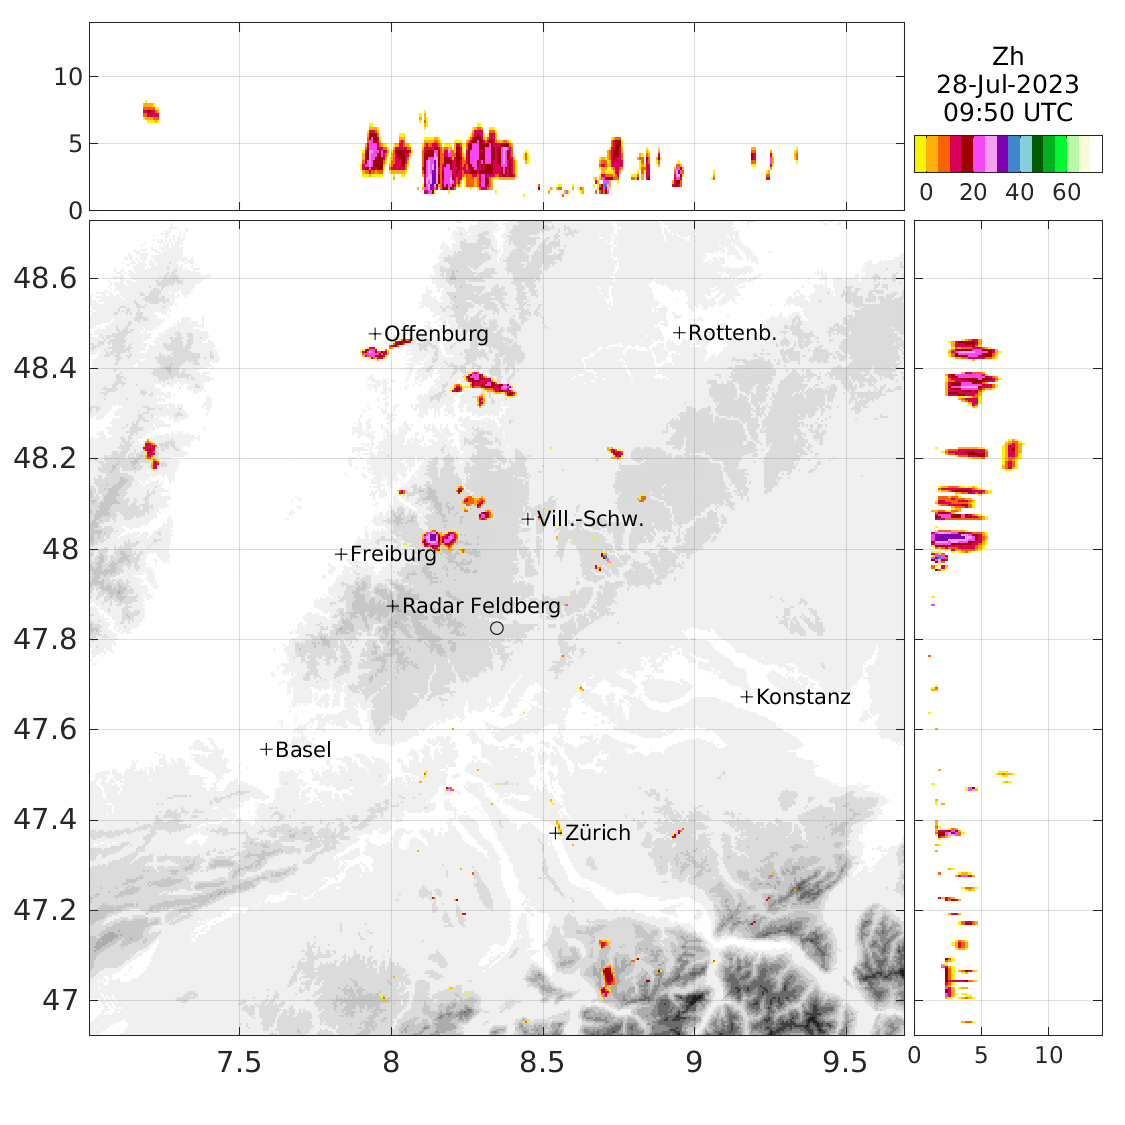 10
5
0
Zh
28-Jul-2023
09:50 UTC
0 20 40 60
48.6
48.4
48.2
48
47.8
47.6
47.4
47.2
47
Offenburg
Rottenb.
Vill.-Schw.
Freiburg
Radar Feldberg
Konstanz
Basel
Zürich
7.5 8 8.5 9 9.5
0 5 10